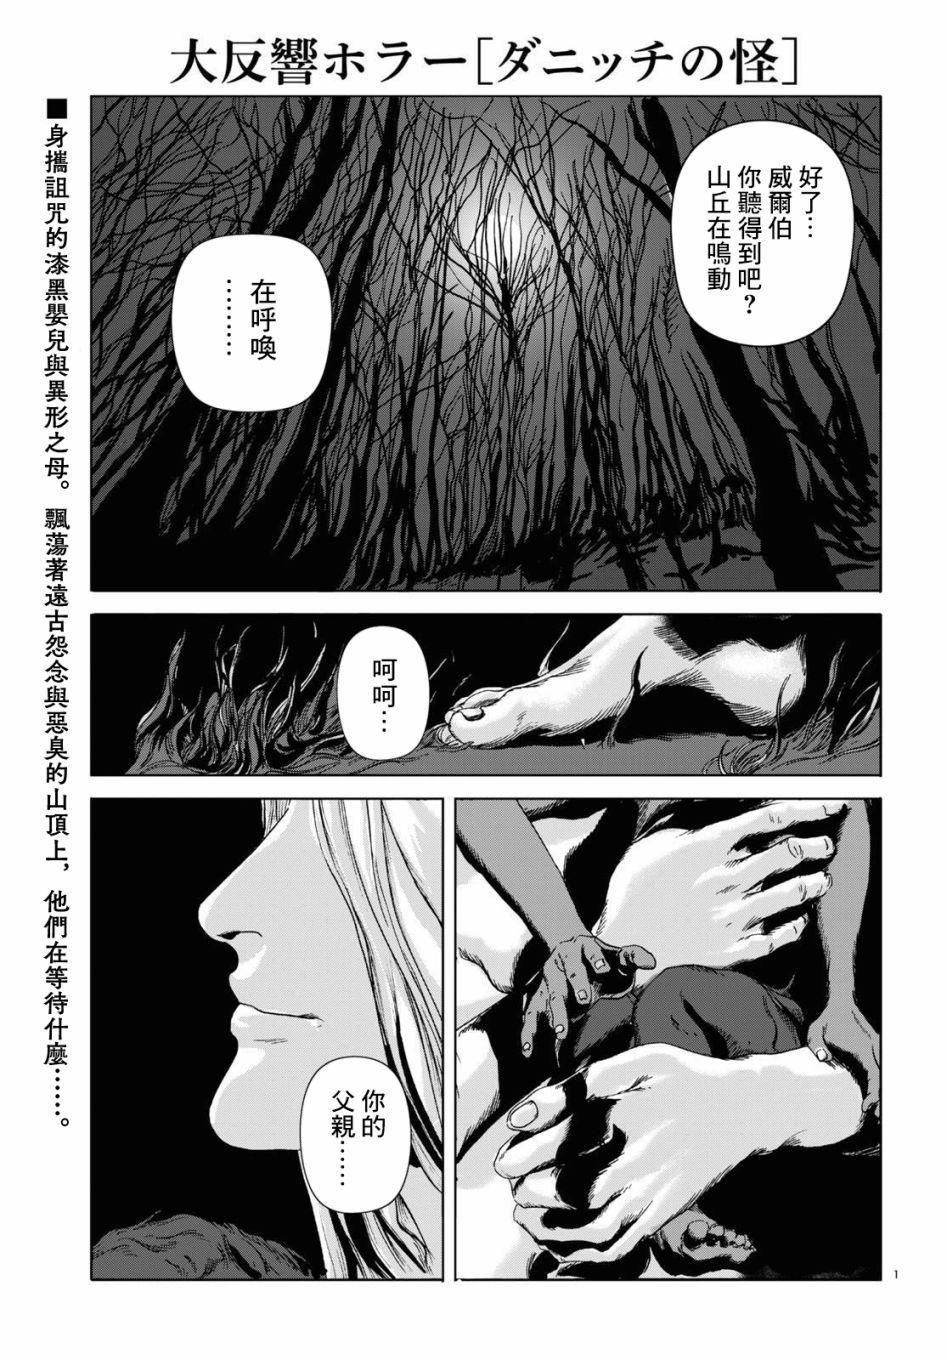 大反響ホラー[ダニッチの怪]
■身攜詛咒的漆黑嬰兒與異形之母。飄蕩著遠古怨念與惡臭的山頂上，他們在等待什麼……。
好了…
威爾伯
你聽得到吧？
山丘在鳴動
在呼喚
………
呵呵…
你的
父親……
1